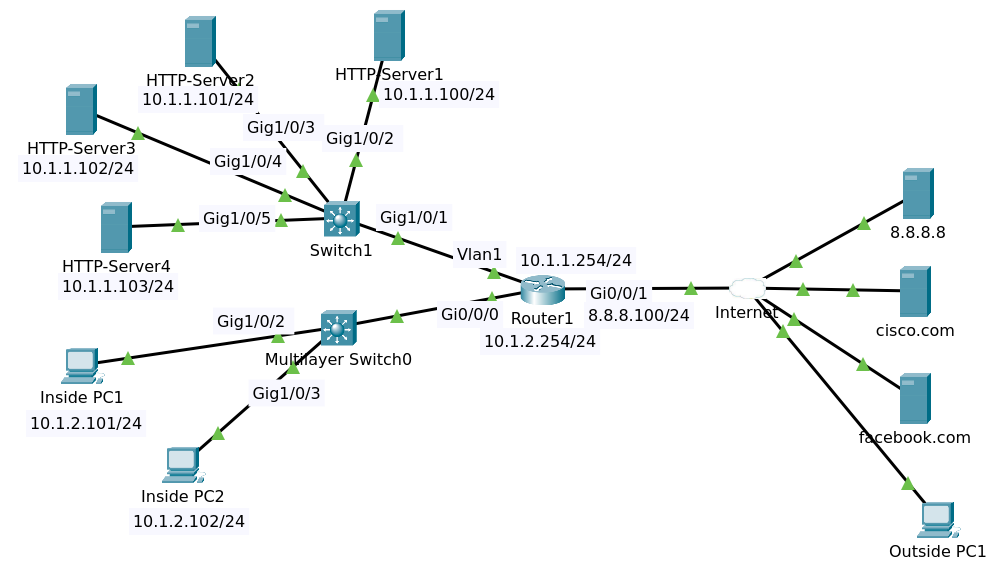 HTTP-Server2
10.1.1.101/24
HTTP-Server1
10.1.1.100/24
HTTP-Server3
10.1.1.102/24
Gig1/0/3
Gig1/0/2
Gig1/0/4
Gig1/0/5
Gig1/0/1
Switch1
HTTP-Server4
10.1.1.103/24
Vlan1
10.1.1.254/24
Gi0/0/0
Router1
10.1.2.254/24
Gi0/0/1
8.8.8.100/24
Internet
8.8.8.8
cisco.com
facebook.com
Outside PC1
Gig1/0/2
Multilayer Switch0
Gig1/0/3
Inside PC1
10.1.2.101/24
Inside PC2
10.1.2.102/24